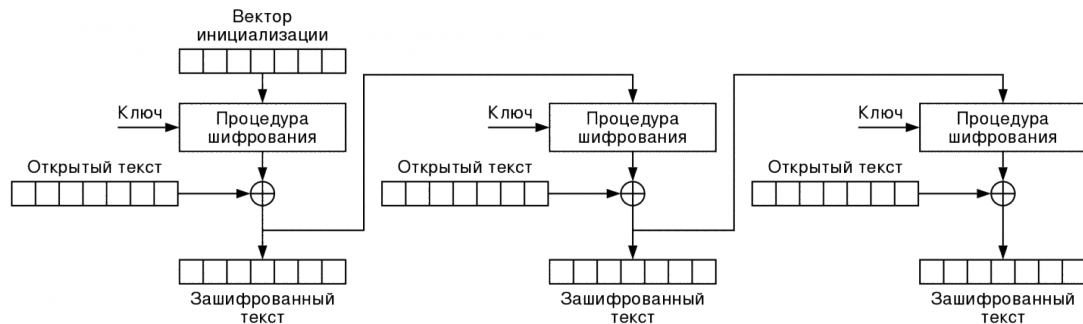 Вектор
инициализации
Ключ
Процедура
шифрования
Ключ
Процедура
шифрования
Ключ
Процедура
шифрования
Открытый текст
Открытый текст
Открытый текст
Зашифрованный
текст
Зашифрованный
текст
Зашифрованный
текст